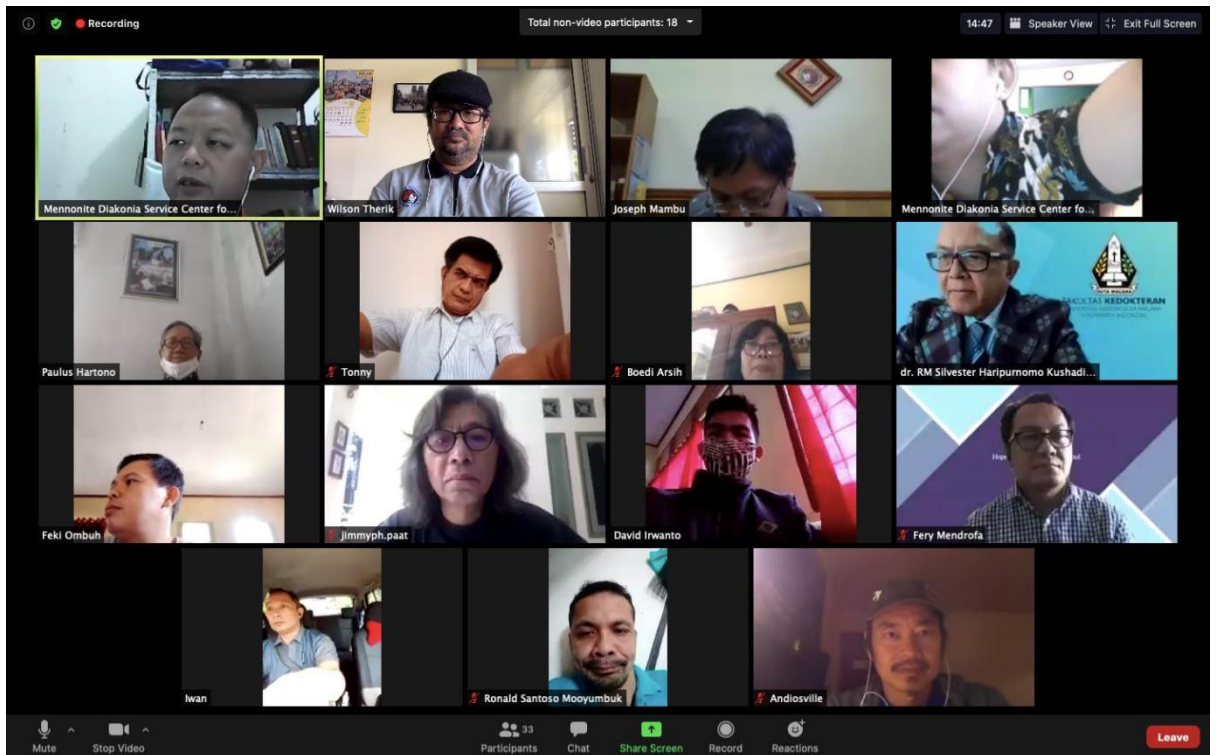 Recording
Total non-video participants: 18
14:47
Speaker View
Exit Full Screen
Mennonite Diakonia Service Center fo...
Wilson Therik
Joseph Mambu
Mennonite Diakonia Service Center fo...
Paulus Hartono
Tonny
Boedi Arsih
DUTA WACANA
FAKULTAS KEDOKTERAN
dr. RM Silvester Haripurnomo Kushadi...
Feki Ombuh
Jimmyph.paat
David Irwanto
Fery Mendrofa
Iwan
Ronald Santoso Mooyumbuk
Andiosville
Mute
Stop Video
33
Participants
Chat
Share Screen
Record
Reactions
Leave